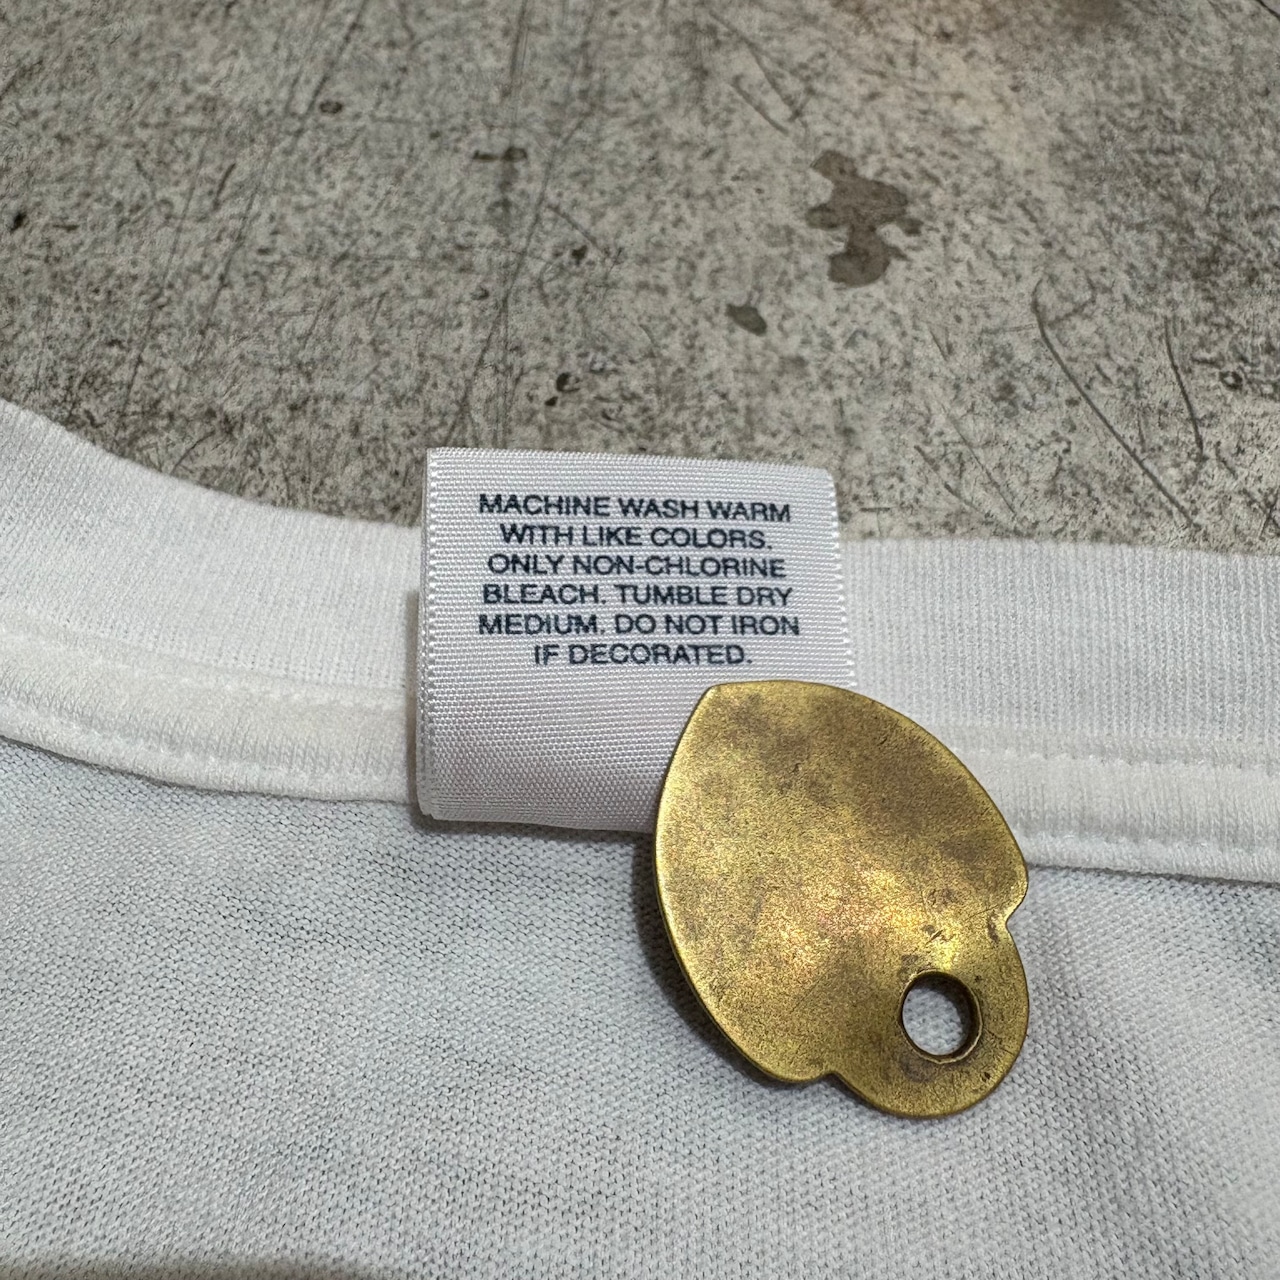 MACHINE WASH WARM
WITH LIKE COLORS.
ONLY NON-CHLORINE
BLEACH. TUMBLE DRY
MEDIUM. DO NOT IRON
IF DECORATED.